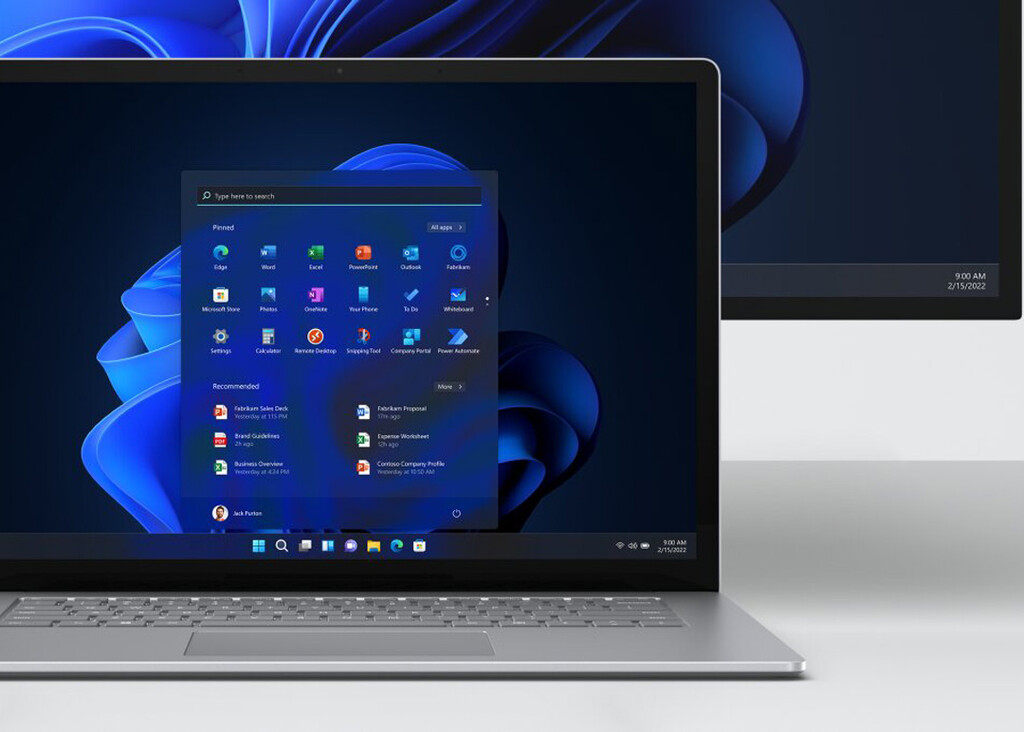 Type here to search
Pinned
All apps >
Edge
Word
Excel
PowerPoint
Outlook
Fabrikam
Microsoft Store
Photos
OneNote
Your Phone
To Do
Whiteboard
Settings
Calculator
Remote Desktop
Snipping Tool
Company Portal
Power Automate
Recommended
More >
Fabrikam Sales Deck
Yesterday at 1:15 PM
Fabrikam Proposal
17m ago
Brand Guidelines
2h ago
Expense Worksheet
12h ago
Business Overview
Yesterday at 4:24 PM
Contoso Company Profile
Yesterday at 10:50 AM
Jack Purton
9:00 AM
2/15/2022
9:00 AM
2/15/2022